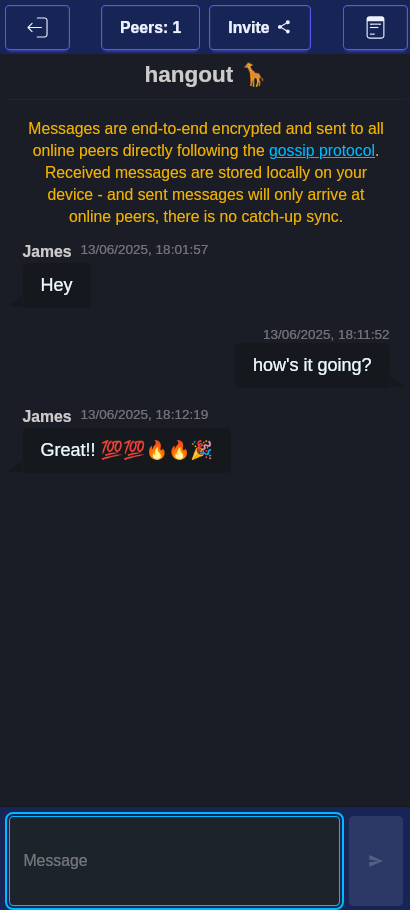 Peers: 1 Invite
hangout 🦒
Messages are end-to-end encrypted and sent to all
online peers directly following the gossip protocol.
Received messages are stored locally on your
device - and sent messages will only arrive at
online peers, there is no catch-up sync.
James 13/06/2025, 18:01:57
Hey
13/06/2025, 18:11:52
how's it going?
James 13/06/2025, 18:12:19
Great!! 💯💯🔥🔥🎉
Message